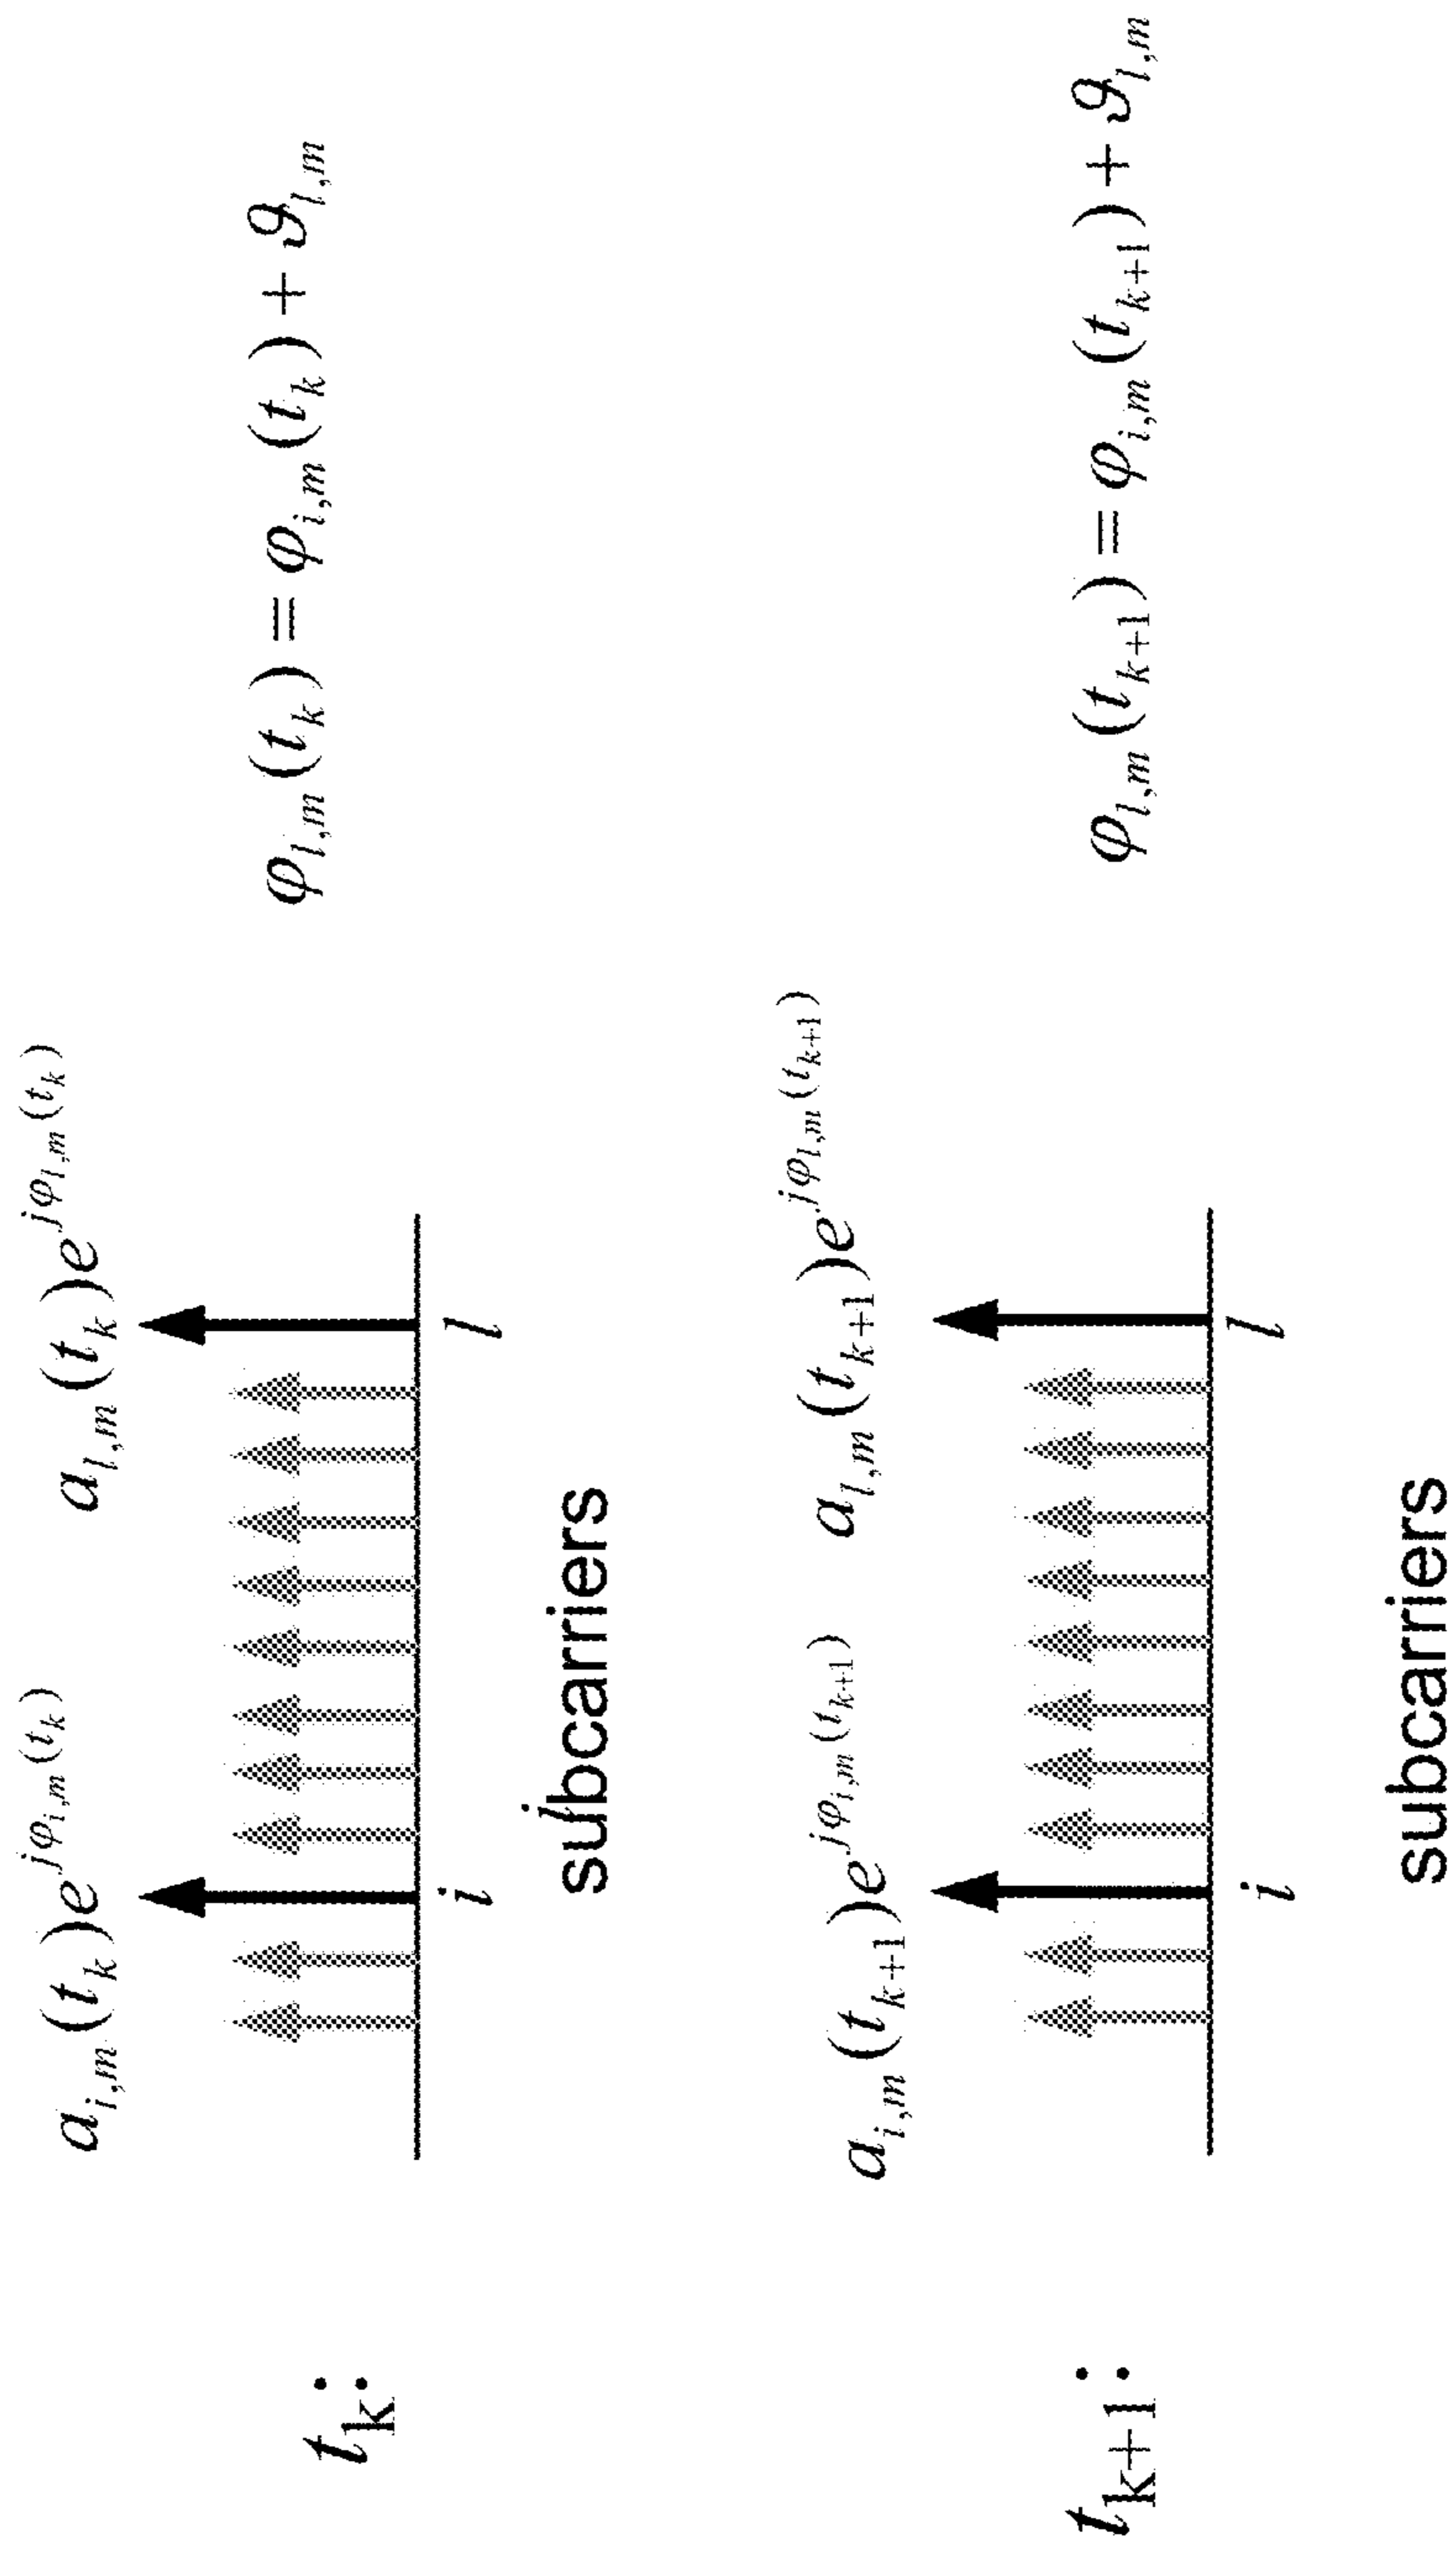 a_{i,m}(t_k)e^{jφ_{i,m}(t_k)} a_{l,m}(t_k)e^{jφ_{l,m}(t_k)}
t_k: φ_{l,m}(t_k) = φ_{i,m}(t_k) + ϑ_{l,m}
i l
subcarriers
a_{i,m}(t_{k+1})e^{jφ_{i,m}(t_{k+1})} a_{l,m}(t_{k+1})e^{jφ_{l,m}(t_{k+1})}
t_{k+1}: φ_{l,m}(t_{k+1}) = φ_{i,m}(t_{k+1}) + ϑ_{l,m}
i l
subcarriers